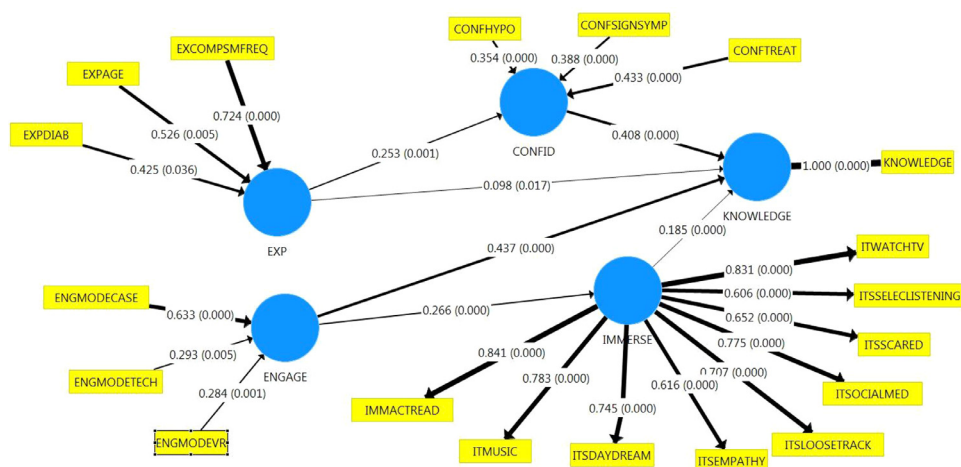 CONFHYPO
CONFSIGNSYMP
CONFTREAT
EXCOMPSMFREQ
EXPAGE
EXPDIAB
0.354 (0.000)
0.388 (0.000)
0.433 (0.000)
0.724 (0.000)
0.526 (0.005)
0.425 (0.036)
CONFID
0.253 (0.001)
0.408 (0.000)
0.098 (0.017)
1.000 (0.000)
KNOWLEDGE
KNOWLEDGE
EXP
0.437 (0.000)
0.185 (0.000)
ENGMODECASE
ENGMODETECH
ENGMODEVR
0.633 (0.000)
0.293 (0.005)
0.284 (0.001)
ENGAGE
0.266 (0.000)
IMMERSE
0.831 (0.000)
ITWATCHTV
0.606 (0.000)
ITSSELECLISTENING
0.652 (0.000)
ITSSCARED
0.775 (0.000)
ITSOCIALMED
0.707 (0.000)
ITSLOOSETRACK
0.616 (0.000)
ITSEMPATHY
0.745 (0.000)
ITSDAYDREAM
0.783 (0.000)
ITMUSIC
0.841 (0.000)
IMMACTREAD